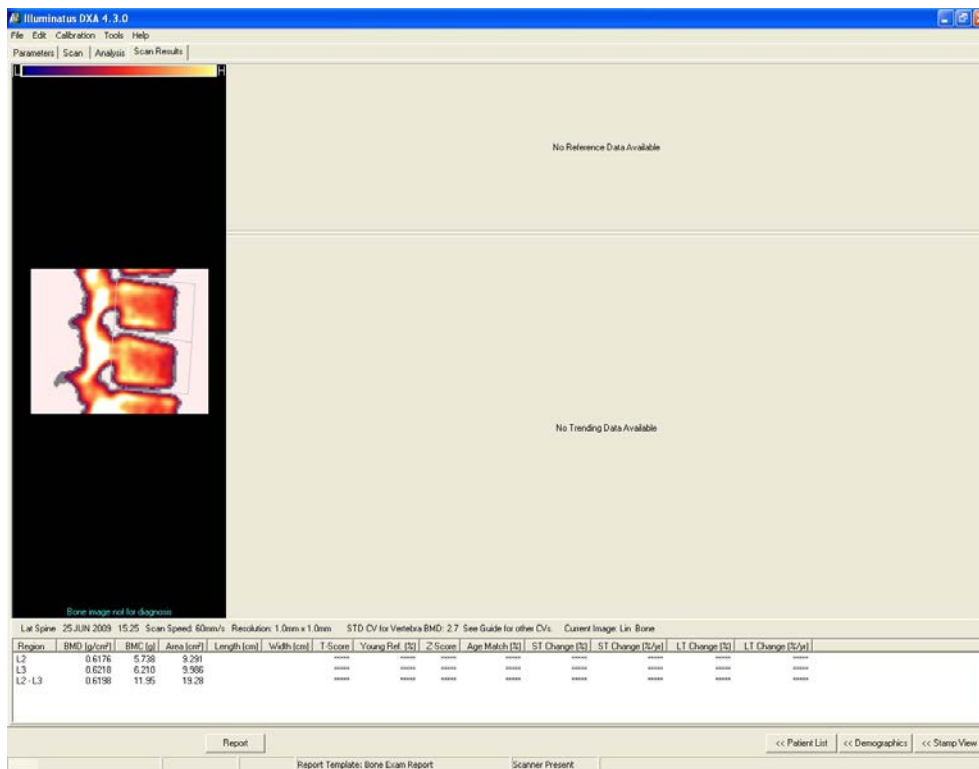 Illuminatus DXA 4.3.0
File Edit Calibration Tools Help
Parameters Scan Analysis Scan Results
L H
No Reference Data Available
No Trending Data Available
Bone image not for diagnosis
Lat Spine 25 JUN 2009 15:25 Scan Speed: 60mm/s Resolution: 1.0mm x 1.0mm STD CV for Vertebra BMD: 2.7 See Guide for other CVs. Current Image: Lin Bone
Region BMD (g/cm²) BMC (g) Area (cm²) Length (cm) Width (cm) T-Score Young Ref. (%) Z Score Age Match (%) ST Change (%) ST Change (%/yr) LT Change (%) LT Change (%/yr)
L2 0.6176 5.738 9.291 ***** ***** ***** ***** ***** ***** ***** *****
L3 0.6218 6.210 9.986 ***** ***** ***** ***** ***** ***** ***** *****
L2 - L3 0.6198 11.95 19.28 ***** ***** ***** ***** ***** ***** ***** *****
Report << Patient List << Demographics << Stamp View
Report Template: Bone Exam Report Scanner Present